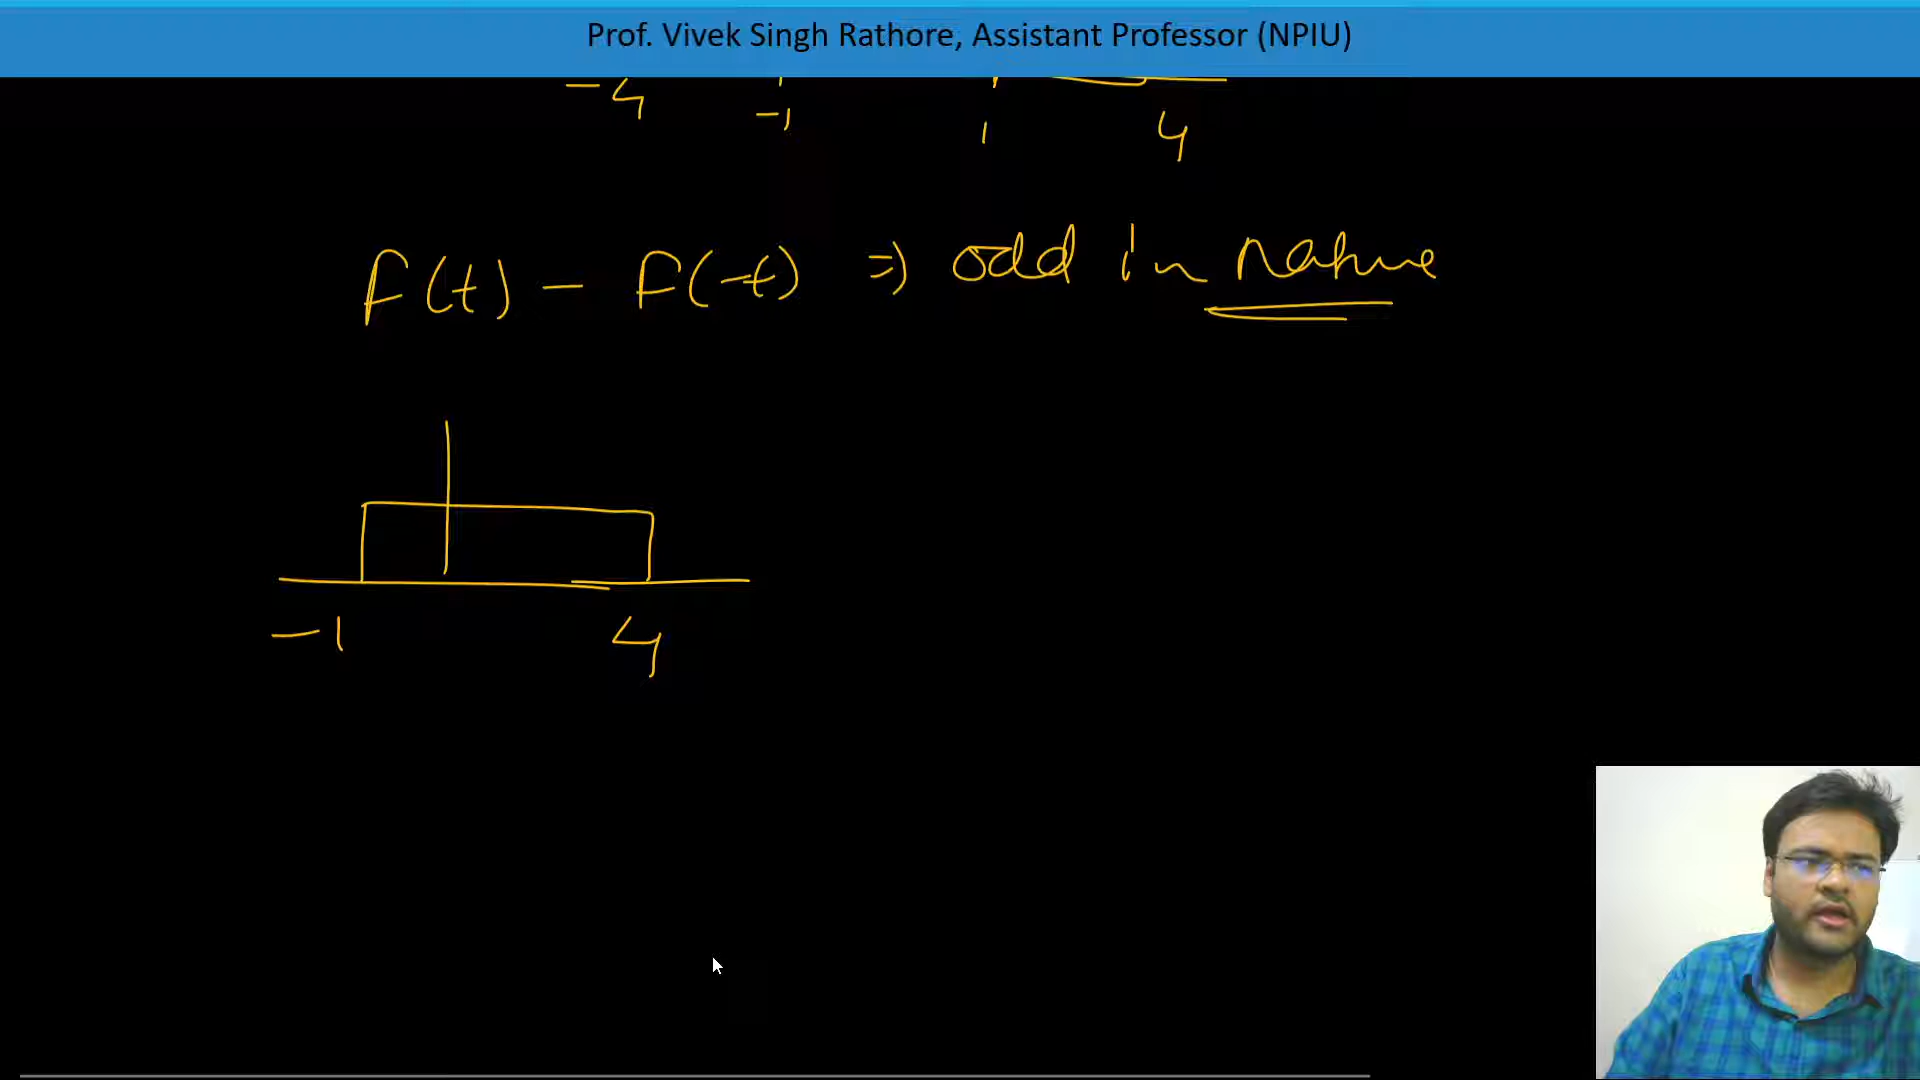 Prof. Vivek Singh Rathore, Assistant Professor (NPIU)
-4 -1 1 4
f(t) - f(-t) => odd in nature
-1 4